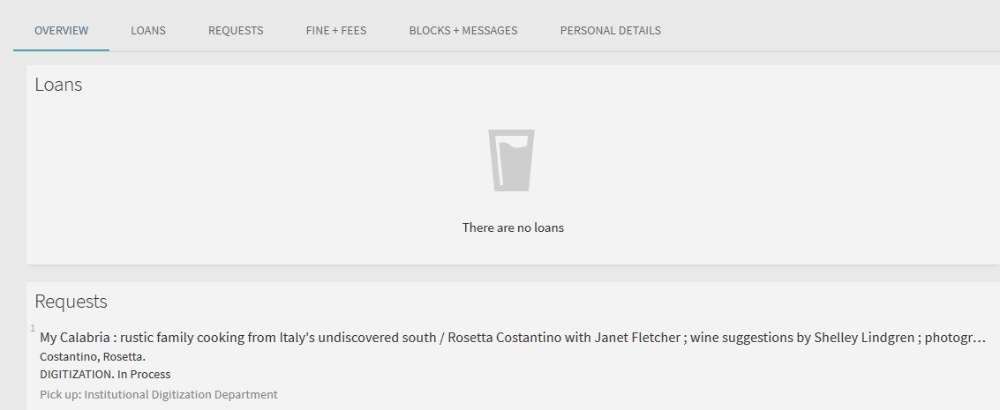 OVERVIEW LOANS REQUESTS FINE + FEES BLOCKS + MESSAGES PERSONAL DETAILS
Loans
There are no loans
Requests
1
My Calabria : rustic family cooking from Italy's undiscovered south / Rosetta Costantino with Janet Fletcher ; wine suggestions by Shelley Lindgren ; photogr…
Costantino, Rosetta.
DIGITIZATION. In Process
Pick up: Institutional Digitization Department